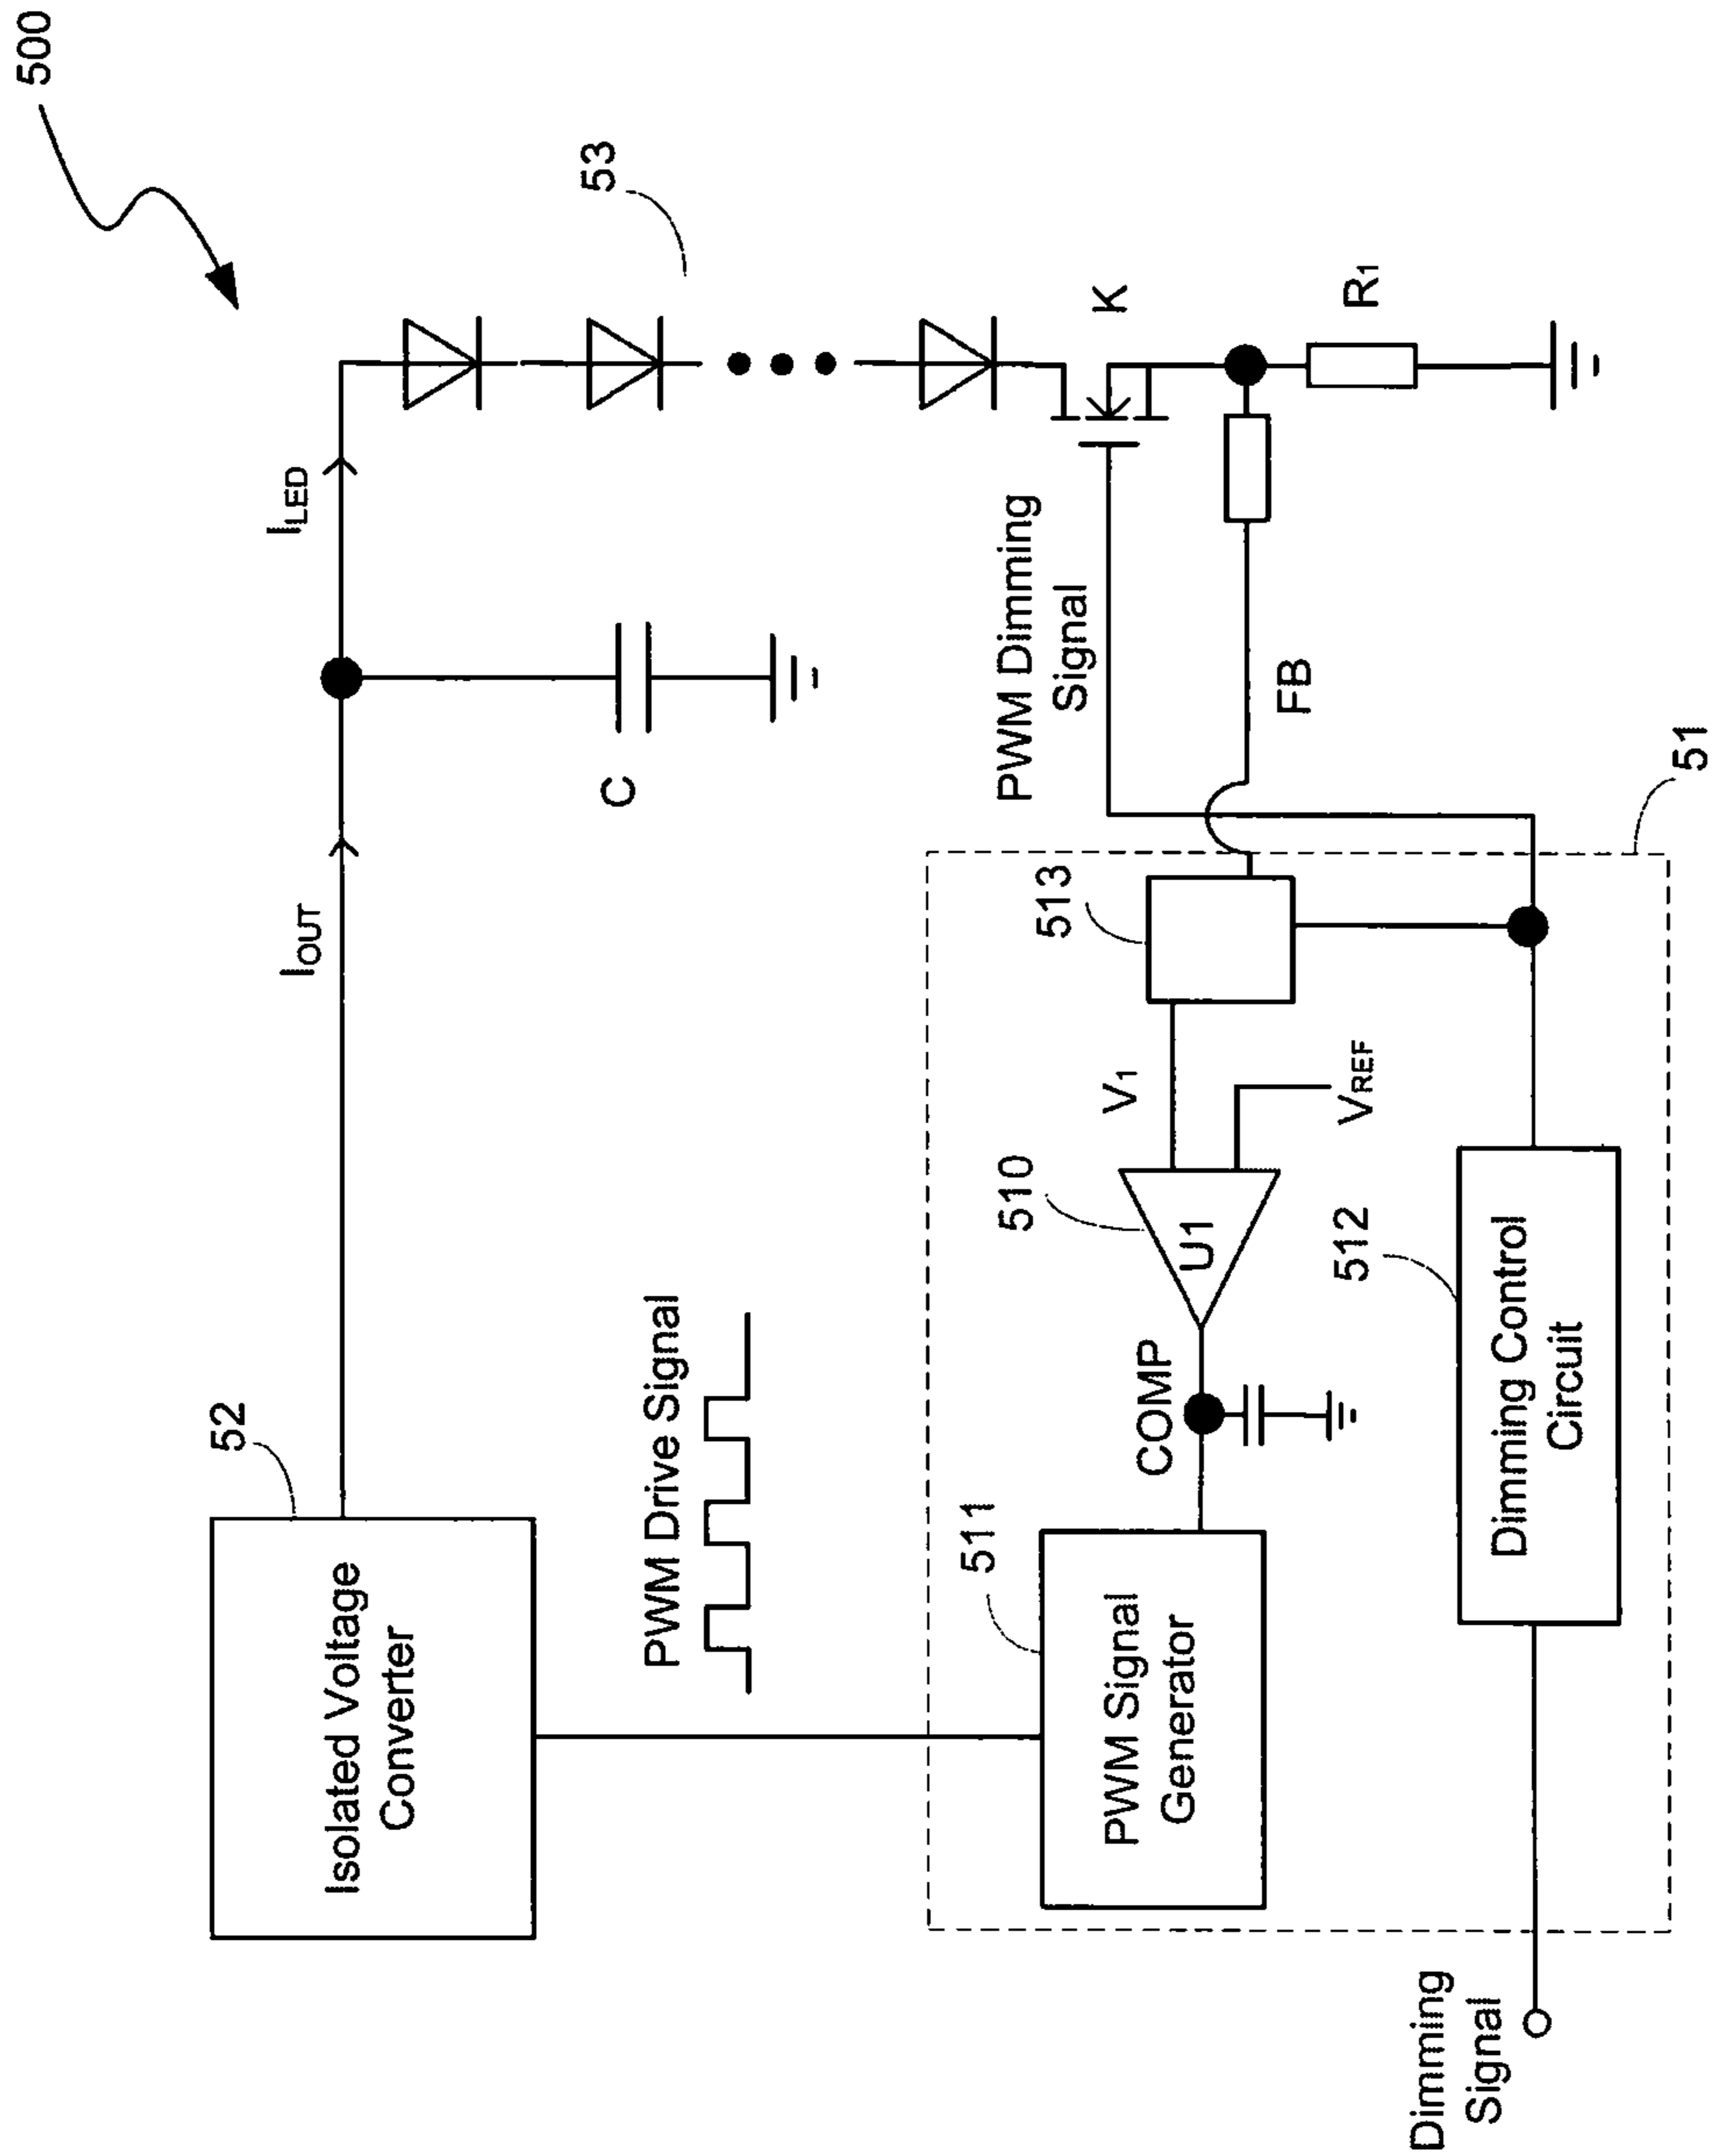 500
52
Isolated Voltage
Converter
IOUT
ILED
C
53
PWM Drive Signal
PWM Dimming
Signal
K
R1
FB
51
511
PWM Signal
Generator
COMP
510
U1
V1
VREF
513
512
Dimming Control
Circuit
Dimming
Signal